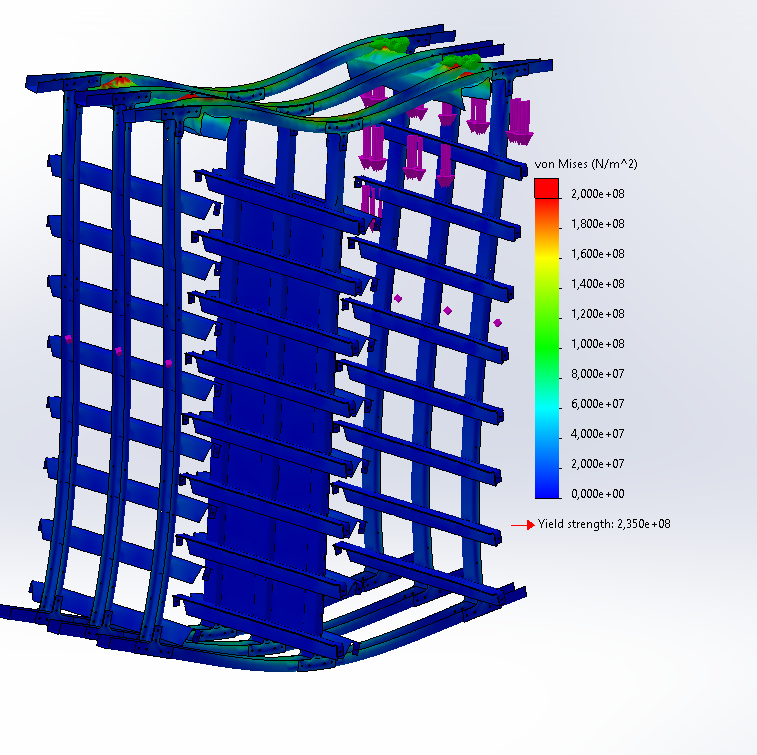 von Mises (N/m^2)
2,000e+08
1,800e+08
1,600e+08
1,400e+08
1,200e+08
1,000e+08
8,000e+07
6,000e+07
4,000e+07
2,000e+07
0,000e+00
Yield strength: 2,350e+08